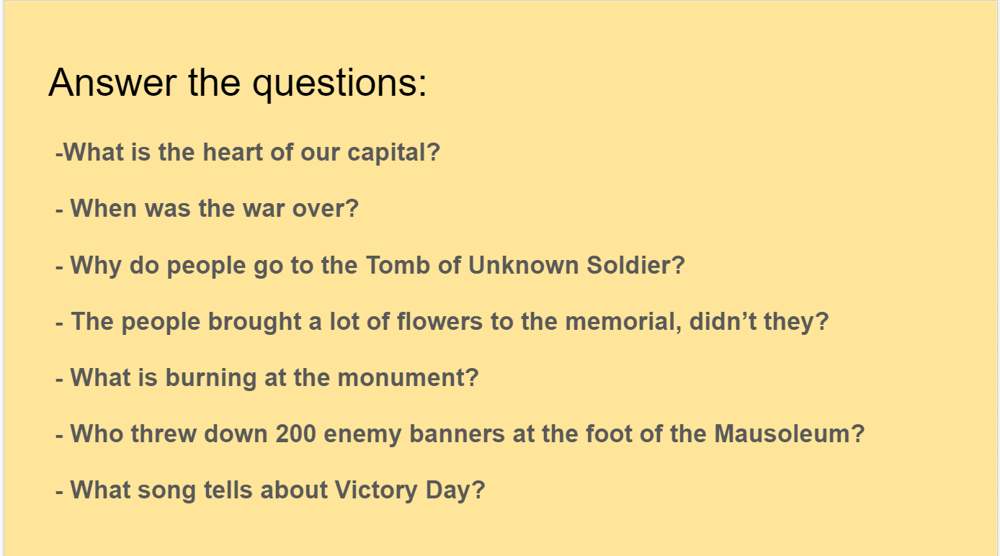 Answer the questions:
-What is the heart of our capital?
- When was the war over?
- Why do people go to the Tomb of Unknown Soldier?
- The people brought a lot of flowers to the memorial, didn’t they?
- What is burning at the monument?
- Who threw down 200 enemy banners at the foot of the Mausoleum?
- What song tells about Victory Day?